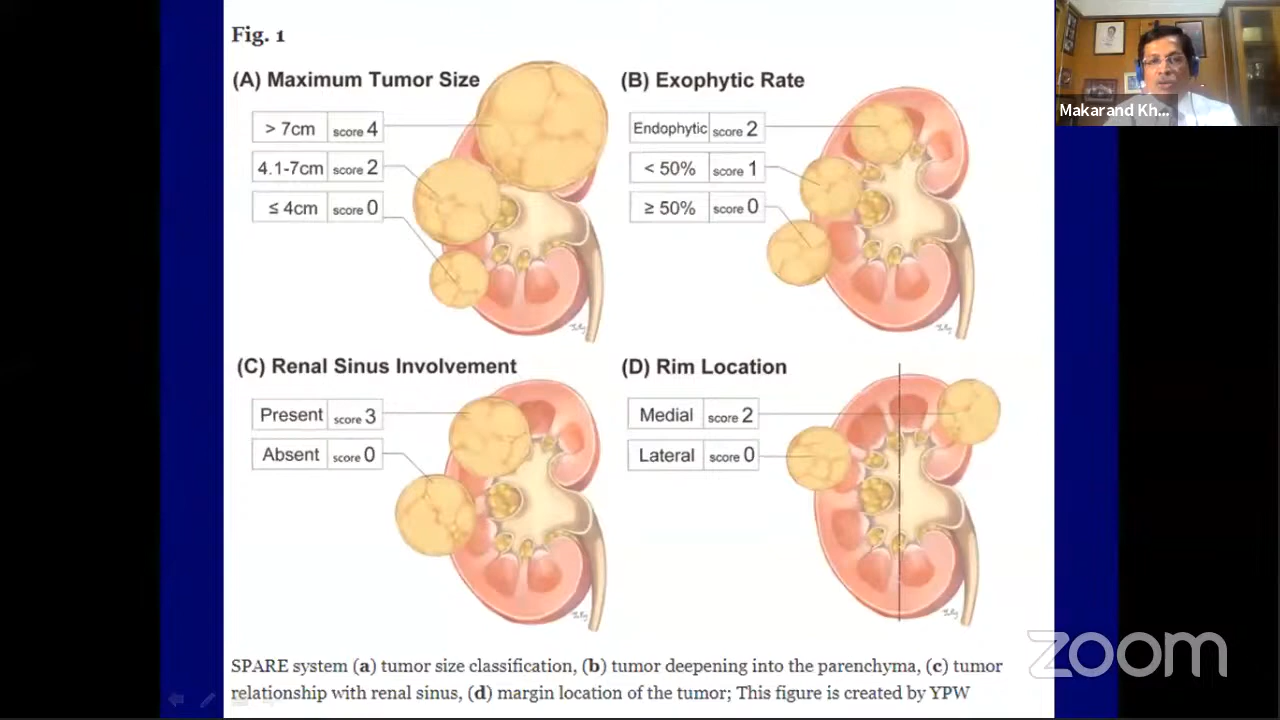 Fig. 1
(A) Maximum Tumor Size
> 7cm score 4
4.1-7cm score 2
≤ 4cm score 0
(B) Exophytic Rate
Endophytic score 2
< 50% score 1
≥ 50% score 0
(C) Renal Sinus Involvement
Present score 3
Absent score 0
(D) Rim Location
Medial score 2
Lateral score 0
SPARE system (a) tumor size classification, (b) tumor deepening into the parenchyma, (c) tumor
relationship with renal sinus, (d) margin location of the tumor; This figure is created by YPW
Makarand Kh...
zoom